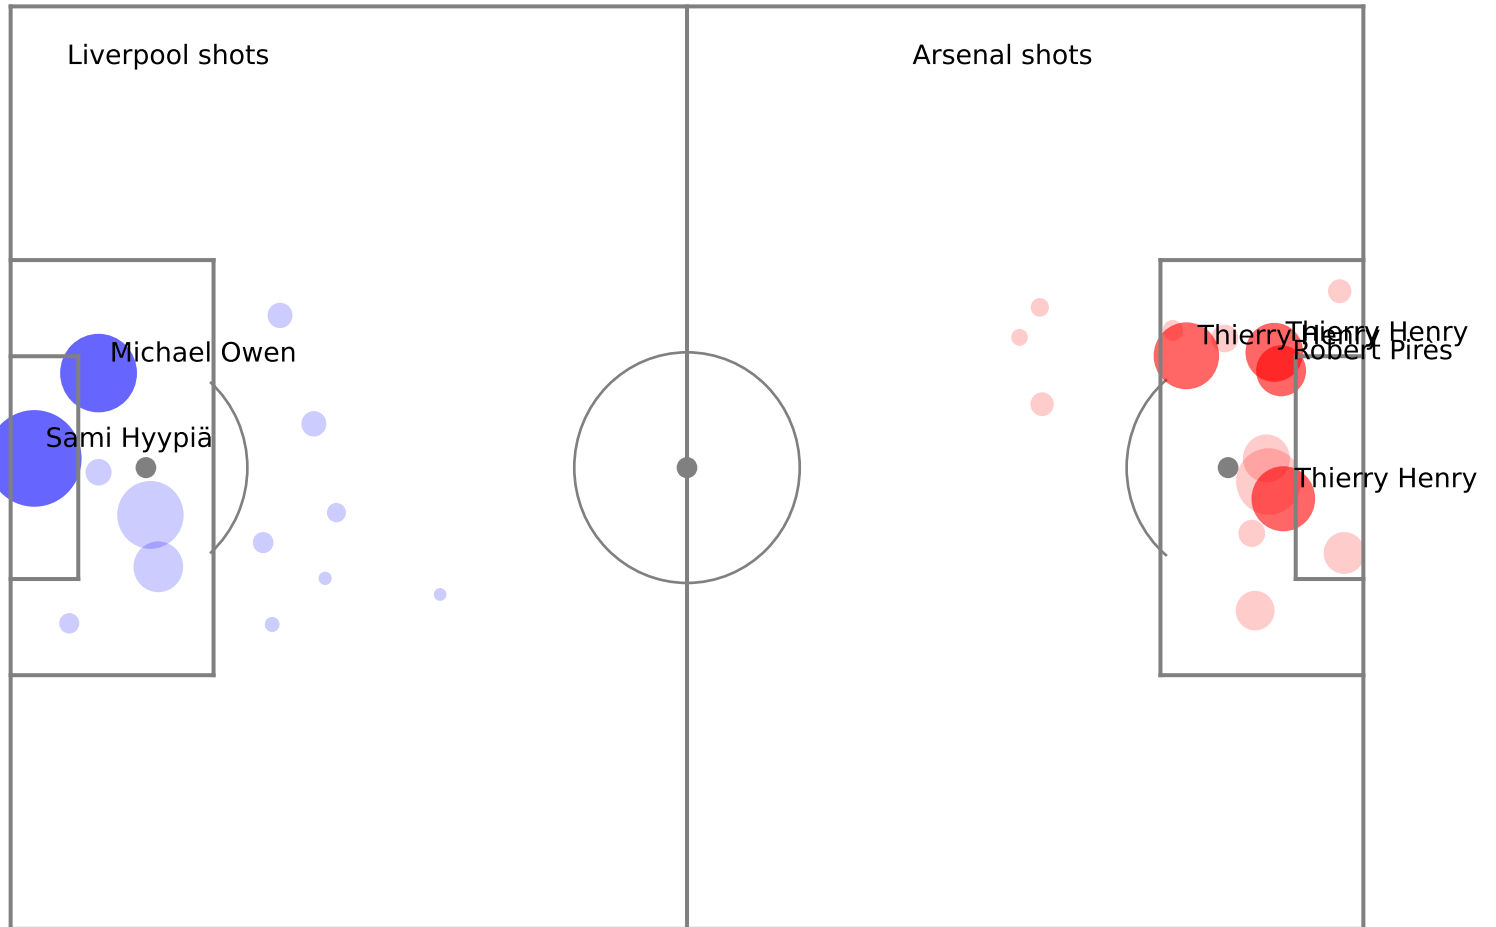 Liverpool shots
Arsenal shots
Thierry Henry
Thierry Henry
Robert Pires
Michael Owen
Sami Hyypiä
Thierry Henry